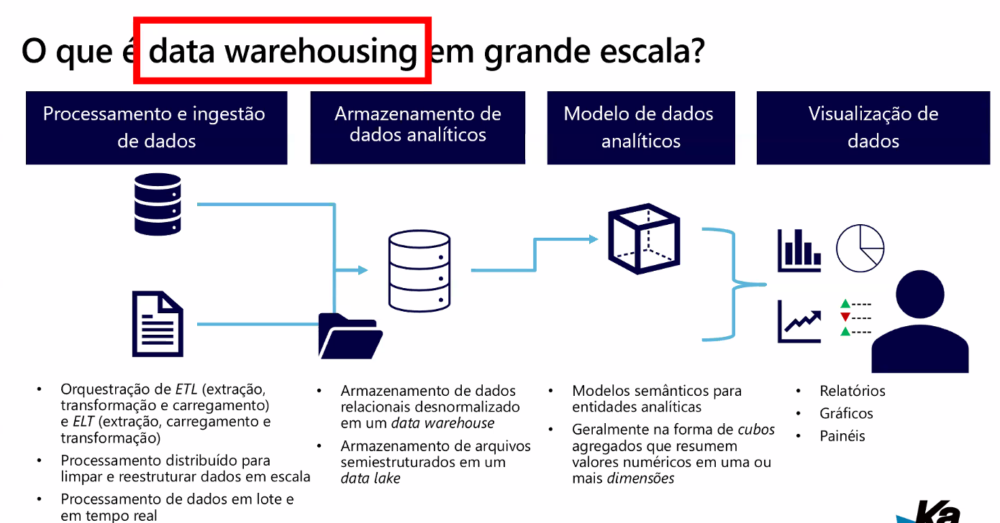 O que é data warehousing em grande escala?
Processamento e ingestão
de dados
Armazenamento de
dados analíticos
Modelo de dados
analíticos
Visualização de
dados
• Orquestração de ETL (extração,
transformação e carregamento)
e ELT (extração, carregamento e
transformação)
• Processamento distribuído para
limpar e reestruturar dados em escala
• Processamento de dados em lote e
em tempo real
• Armazenamento de dados
relacionais desnormalizado
em um data warehouse
• Armazenamento de arquivos
semiestruturados em um
data lake
• Modelos semânticos para
entidades analíticas
• Geralmente na forma de cubos
agregados que resumem
valores numéricos em uma ou
mais dimensões
• Relatórios
• Gráficos
• Painéis
Ka